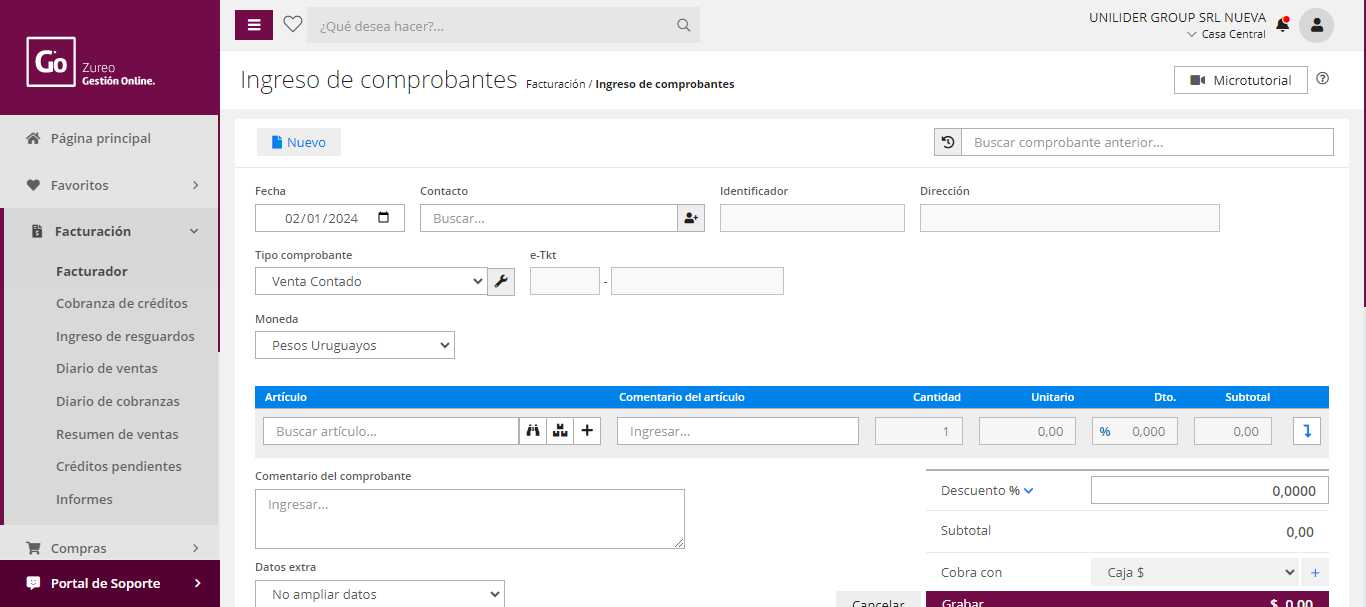 Go
Zureo
Gestión Online.
¿Qué desea hacer?...
UNILIDER GROUP SRL NUEVA
Casa Central
Ingreso de comprobantes
Facturación / Ingreso de comprobantes
Microtutorial
Página principal
Favoritos
Facturación
Facturador
Cobranza de créditos
Ingreso de resguardos
Diario de ventas
Diario de cobranzas
Resumen de ventas
Créditos pendientes
Informes
Compras
Portal de Soporte
Nuevo
Buscar comprobante anterior...
Fecha
Contacto
Identificador
Dirección
02/01/2024
Buscar...
Tipo comprobante
e-Tkt
Venta Contado
-
Moneda
Pesos Uruguayos
Artículo
Comentario del artículo
Cantidad
Unitario
Dto.
Subtotal
Buscar artículo...
Ingresar...
1
0,00
% 0,000
0,00
Comentario del comprobante
Ingresar...
Datos extra
No ampliar datos
Descuento %
0,0000
Subtotal
0,00
Cobra con
Caja $
+
Cancelar
Grabar
$ 0,00